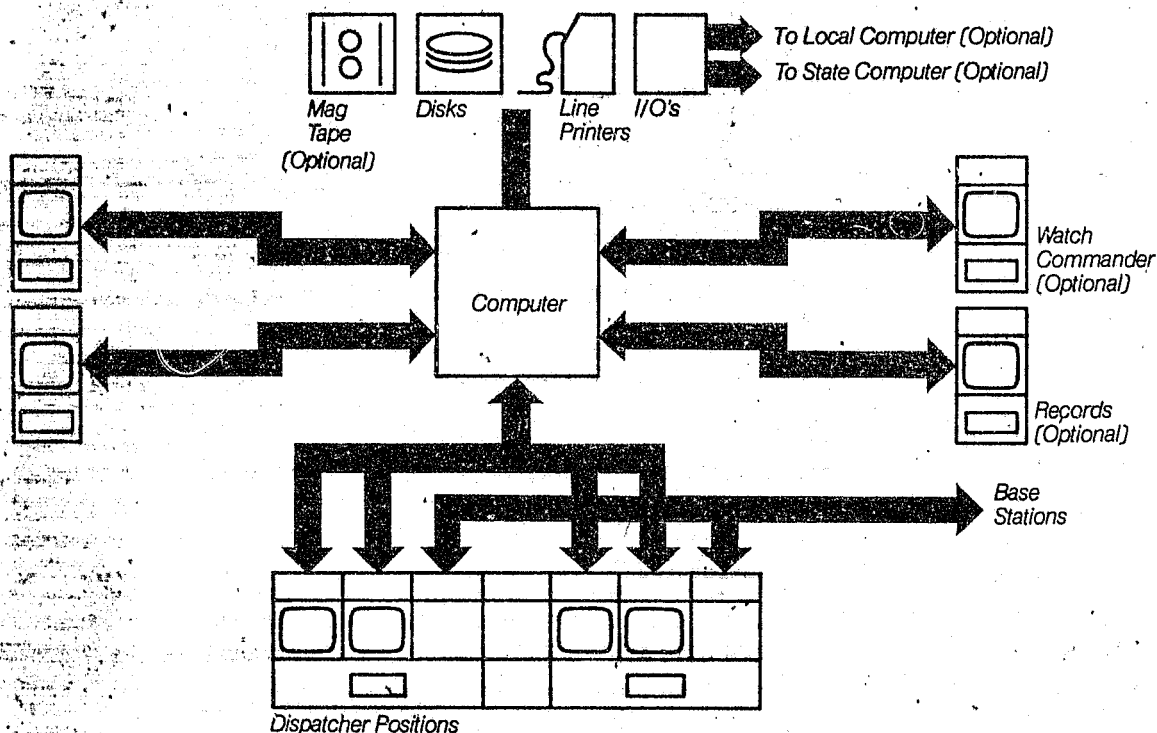 To Local Computer (Optional)
To State Computer (Optional)
Mag
Tape
(Optional)
Disks
Line
Printers
I/O's
Watch
Commander
(Optional)
Computer
Records
(Optional)
Base
Stations
Dispatcher Positions